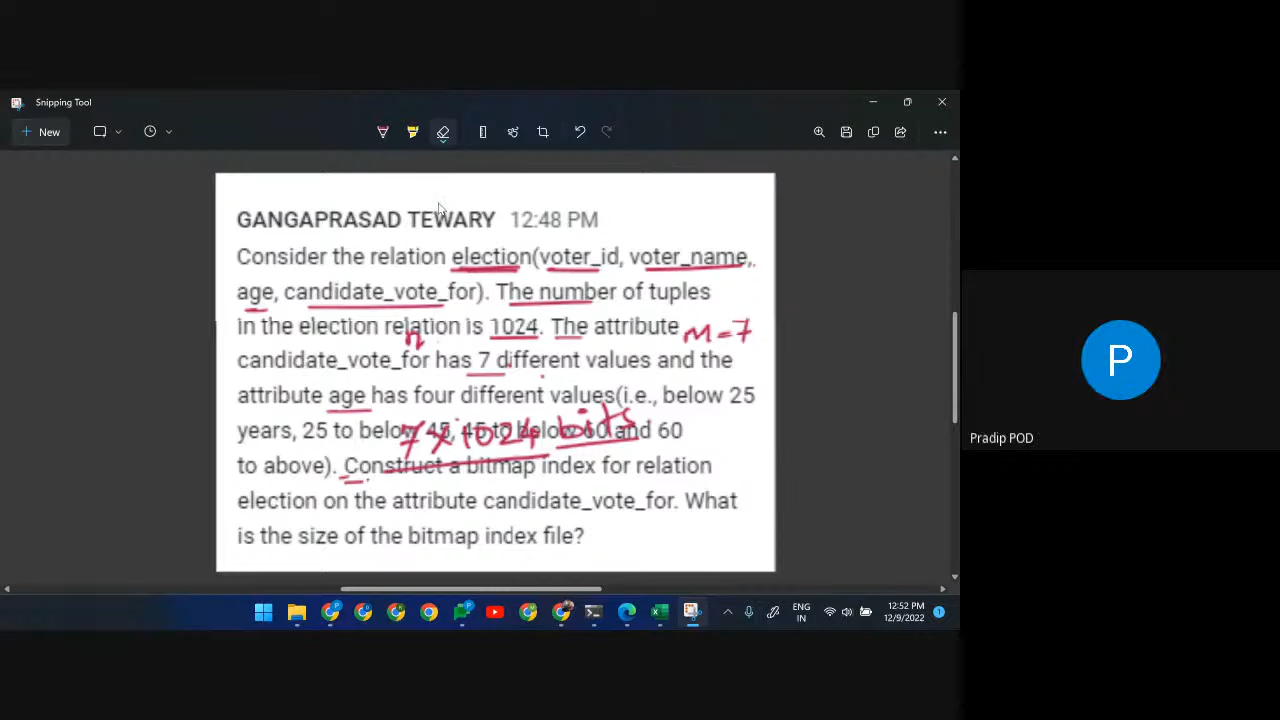 Snipping Tool
New
GANGAPRASAD TEWARY 12:48 PM
Consider the relation election(voter_id, voter_name,.
age, candidate_vote_for). The number of tuples
in the election relation is 1024. The attribute
n
M=7
candidate_vote_for has 7 different values and the
attribute age has four different values(i.e., below 25
years, 25 to below 45, 45 to below 60 and 60
7×1024 bits
to above). Construct a bitmap index for relation
election on the attribute candidate_vote_for. What
is the size of the bitmap index file?
P
Pradip POD
ENG
IN
12:52 PM
12/9/2022
1